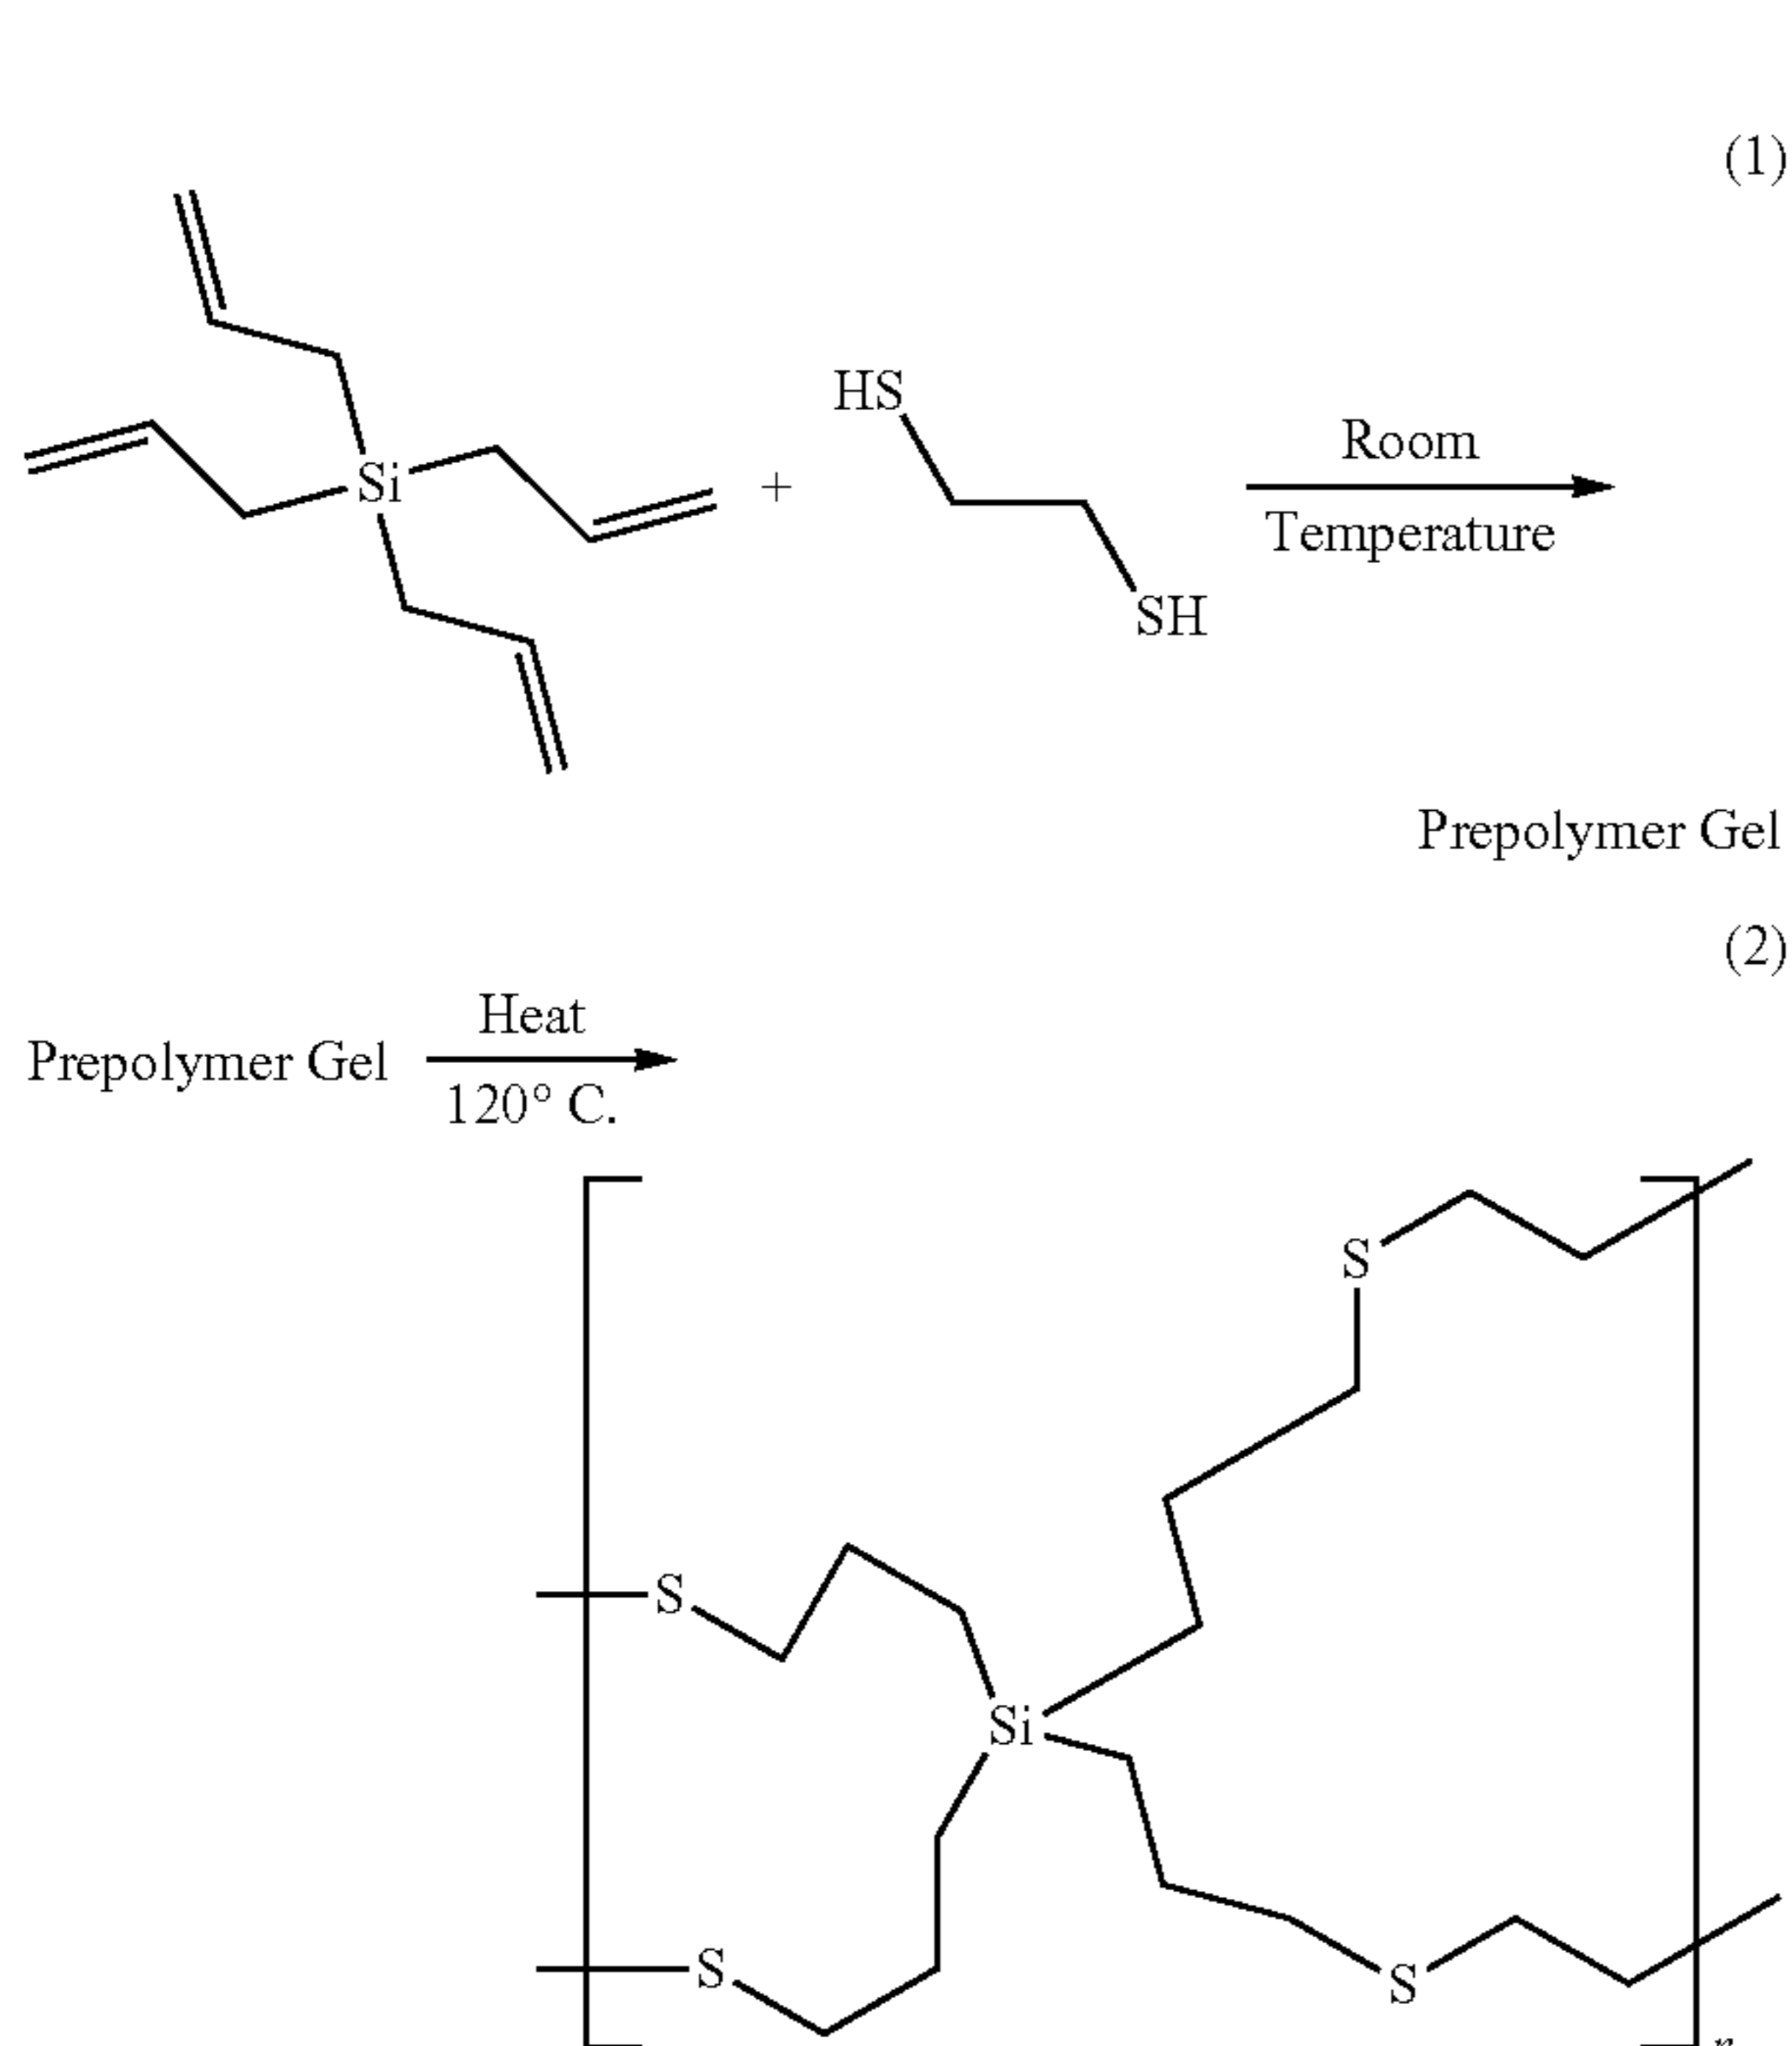 (1)
HS
Si
+
Room
Temperature
SH
Prepolymer Gel
(2)
Prepolymer Gel
Heat
120° C.
S
S
Si
S
S
n